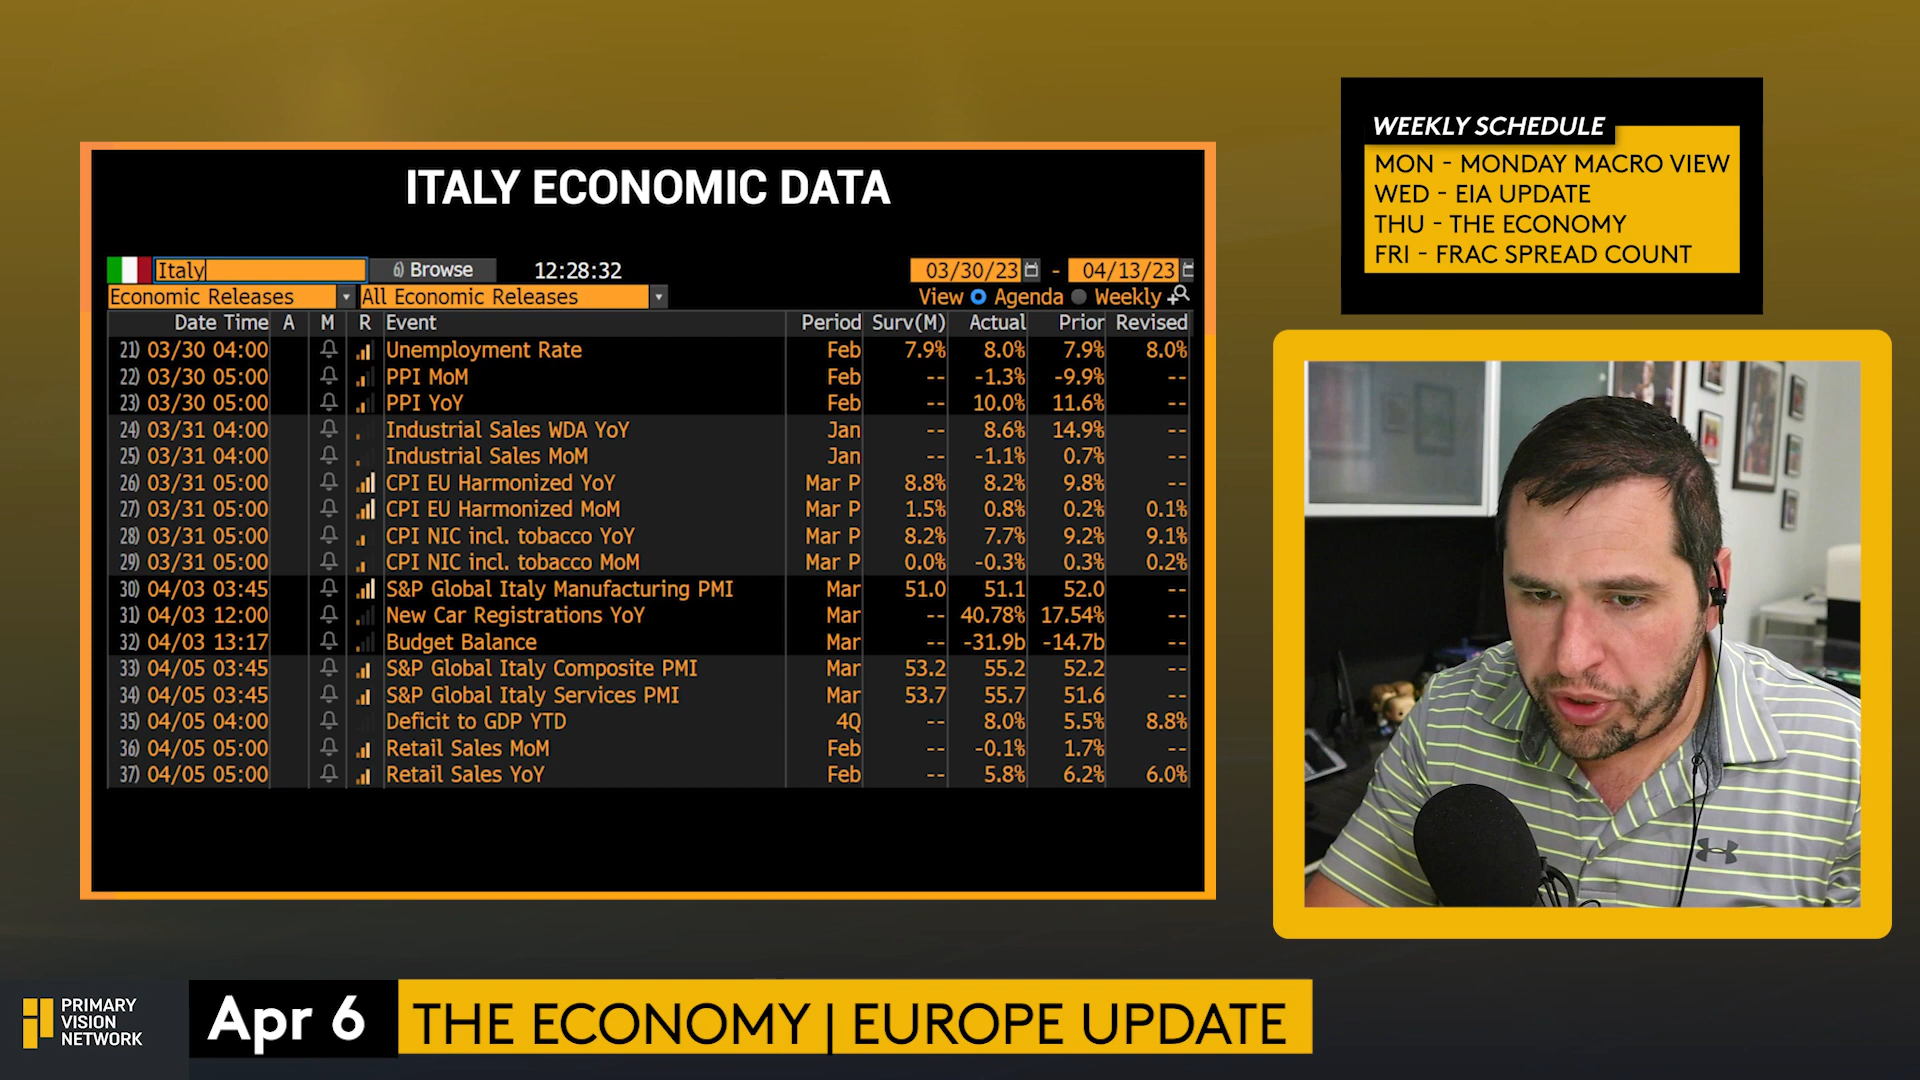 ITALY ECONOMIC DATA
Italy 6) Browse 12:28:32 03/30/23 - 04/13/23
Economic Releases All Economic Releases View Agenda Weekly
Date Time A M R Event Period Surv(M) Actual Prior Revised
21) 03/30 04:00 Unemployment Rate Feb 7.9% 8.0% 7.9% 8.0%
22) 03/30 05:00 PPI MoM Feb -- -1.3% -9.9% --
23) 03/30 05:00 PPI YoY Feb -- 10.0% 11.6% --
24) 03/31 04:00 Industrial Sales WDA YoY Jan -- 8.6% 14.9% --
25) 03/31 04:00 Industrial Sales MoM Jan -- -1.1% 0.7% --
26) 03/31 05:00 CPI EU Harmonized YoY Mar P 8.8% 8.2% 9.8% --
27) 03/31 05:00 CPI EU Harmonized MoM Mar P 1.5% 0.8% 0.2% 0.1%
28) 03/31 05:00 CPI NIC incl. tobacco YoY Mar P 8.2% 7.7% 9.2% 9.1%
29) 03/31 05:00 CPI NIC incl. tobacco MoM Mar P 0.0% -0.3% 0.3% 0.2%
30) 04/03 03:45 S&P Global Italy Manufacturing PMI Mar 51.0 51.1 52.0 --
31) 04/03 12:00 New Car Registrations YoY Mar -- 40.78% 17.54% --
32) 04/03 13:17 Budget Balance Mar -- -31.9b -14.7b --
33) 04/05 03:45 S&P Global Italy Composite PMI Mar 53.2 55.2 52.2 --
34) 04/05 03:45 S&P Global Italy Services PMI Mar 53.7 55.7 51.6 --
35) 04/05 04:00 Deficit to GDP YTD 4Q -- 8.0% 5.5% 8.8%
36) 04/05 05:00 Retail Sales MoM Feb -- -0.1% 1.7% --
37) 04/05 05:00 Retail Sales YoY Feb -- 5.8% 6.2% 6.0%
WEEKLY SCHEDULE
MON - MONDAY MACRO VIEW
WED - EIA UPDATE
THU - THE ECONOMY
FRI - FRAC SPREAD COUNT
PRIMARY
VISION
NETWORK
Apr 6
THE ECONOMY | EUROPE UPDATE